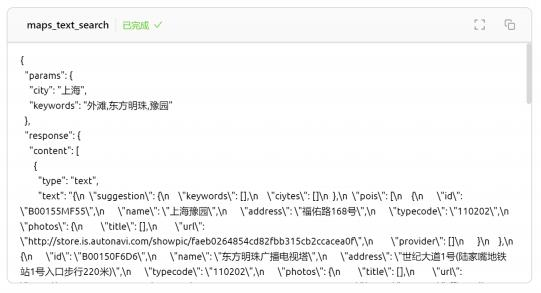 maps_text_search 已完成
{
"params": {
"city": "上海",
"keywords": "外滩,东方明珠,豫园"
},
"response": {
"content": [
{
"type": "text",
"text": "{\n \"suggestion\": {\n \"keywords\": [],\n \"ciytes\": []\n },\n \"pois\": [\n {\n \"id\":
\"B00155MF55\",\n \"name\": \"上海豫园\",\n \"address\": \"福佑路168号\",\n \"typecode\": \"110202\",\n
\"photos\": {\n \"title\": [],\n \"url\":
\"http://store.is.autonavi.com/showpic/faeb0264854cd82fbb315cb2ccacea0f\",\n \"provider\": []\n }\n },\n
{\n \"id\": \"B00150F6D6\",\n \"name\": \"东方明珠广播电视塔\",\n \"address\": \"世纪大道1号(陆家嘴地铁
站1号入口步行220米)\",\n \"typecode\": \"110202\",\n \"photos\": {\n \"title\": [],\n \"url\":